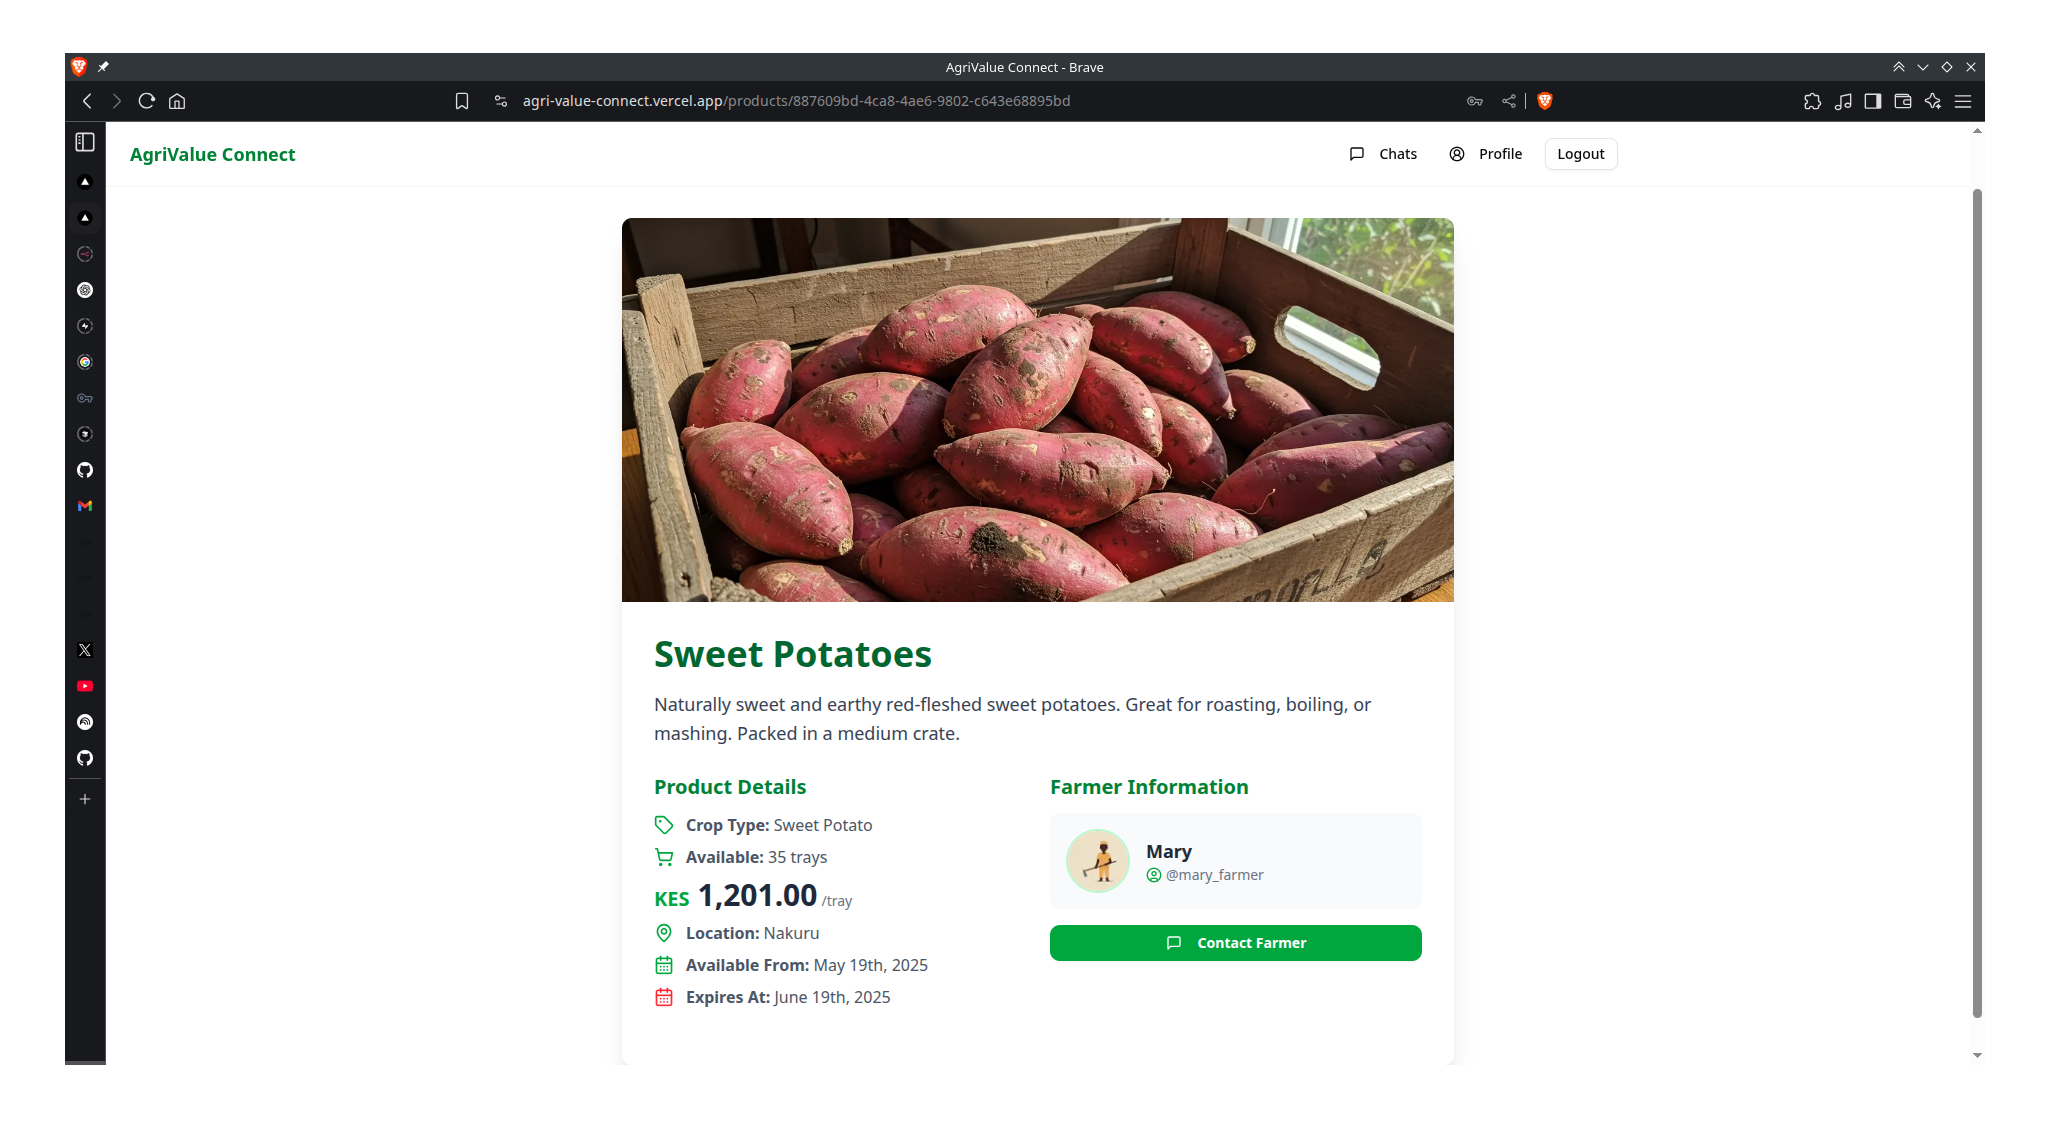 AgriValue Connect - Brave
agri-value-connect.vercel.app/products/887609bd-4ca8-4ae6-9802-c643e68895bd
AgriValue Connect
Chats
Profile
Logout
Sweet Potatoes
Naturally sweet and earthy red-fleshed sweet potatoes. Great for roasting, boiling, or
mashing. Packed in a medium crate.
Product Details
Crop Type: Sweet Potato
Available: 35 trays
KES 1,201.00 /tray
Location: Nakuru
Available From: May 19th, 2025
Expires At: June 19th, 2025
Farmer Information
Mary
@mary_farmer
Contact Farmer